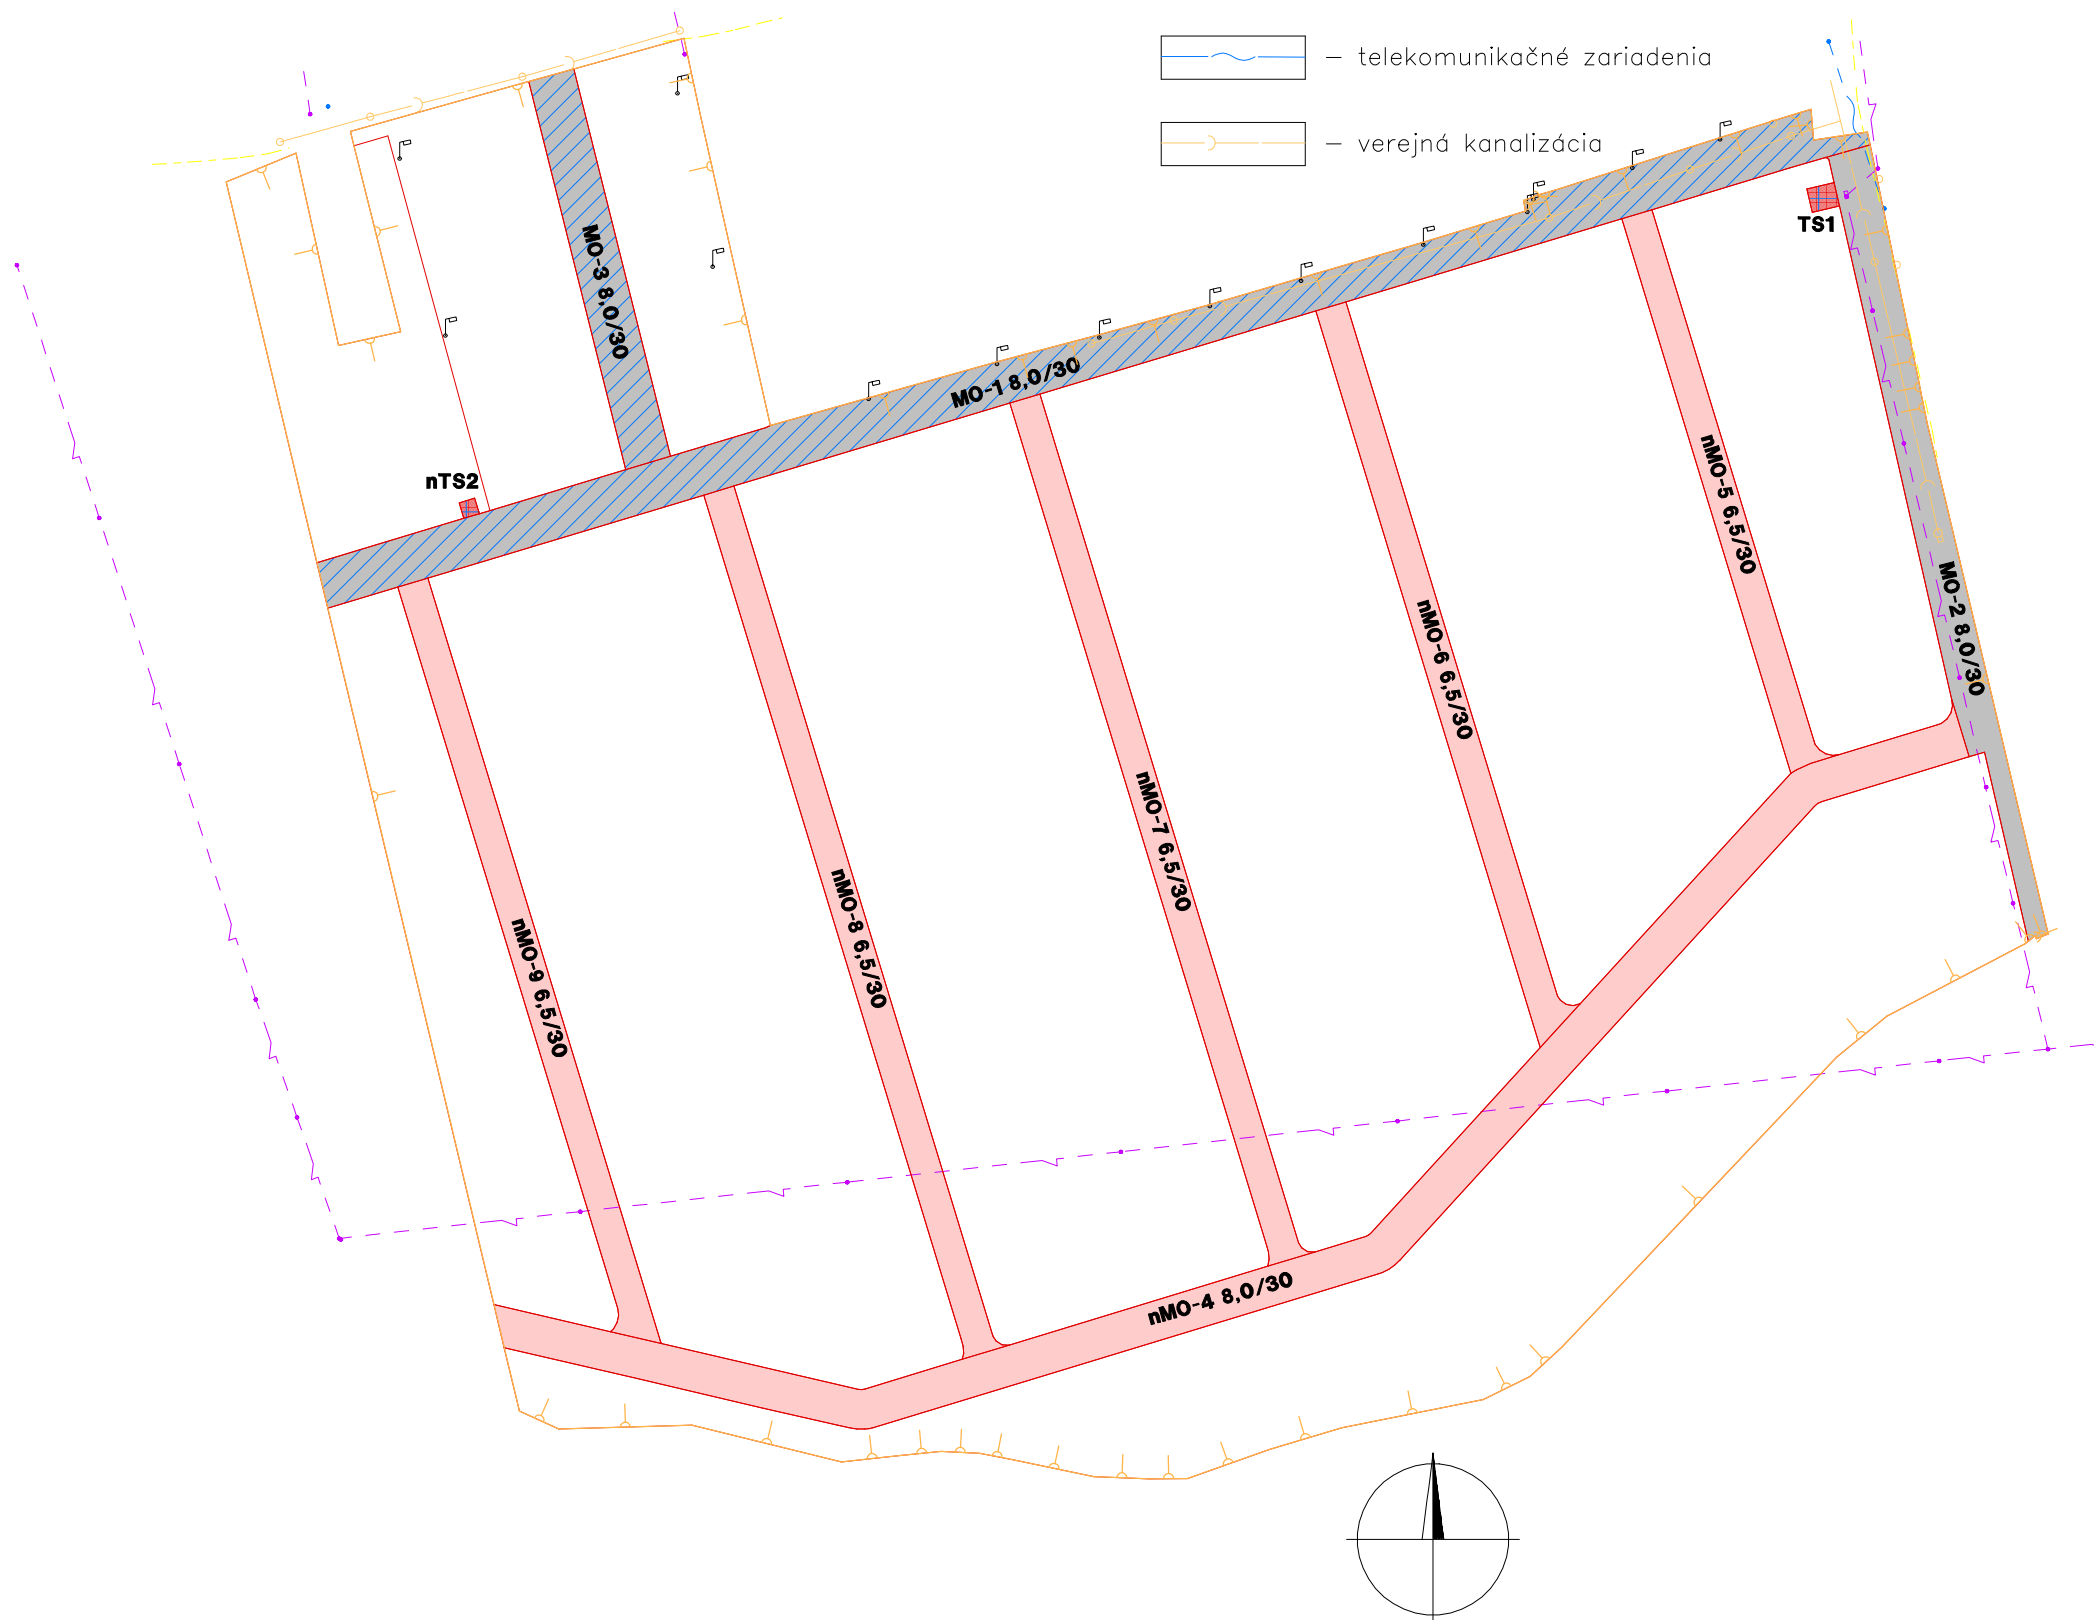 – telekomunikačné zariadenia
– verejná kanalizácia
TS1
MO-3 8,0/30
MO-1 8,0/30
nTS2
nMO-5 6,5/30
MO-2 8,0/30
nMO-6 6,5/30
nMO-7 6,5/30
nMO-8 6,5/30
nMO-9 6,5/30
nMO-4 8,0/30